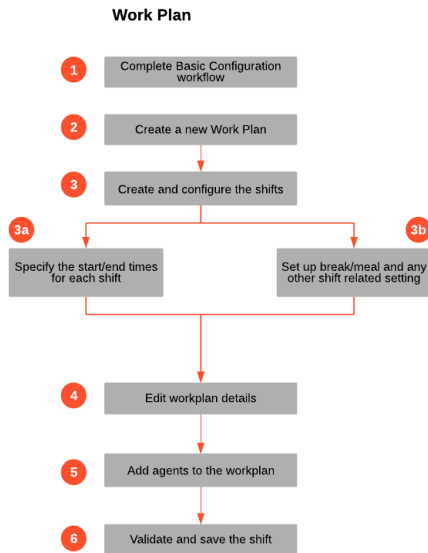 Work Plan
1
Complete Basic Configuration
workflow
2
Create a new Work Plan
3
Create and configure the shifts
3a
3b
Specify the start/end times
for each shift
Set up break/meal and any
other shift related setting
4
Edit workplan details
5
Add agents to the workplan
6
Validate and save the shift